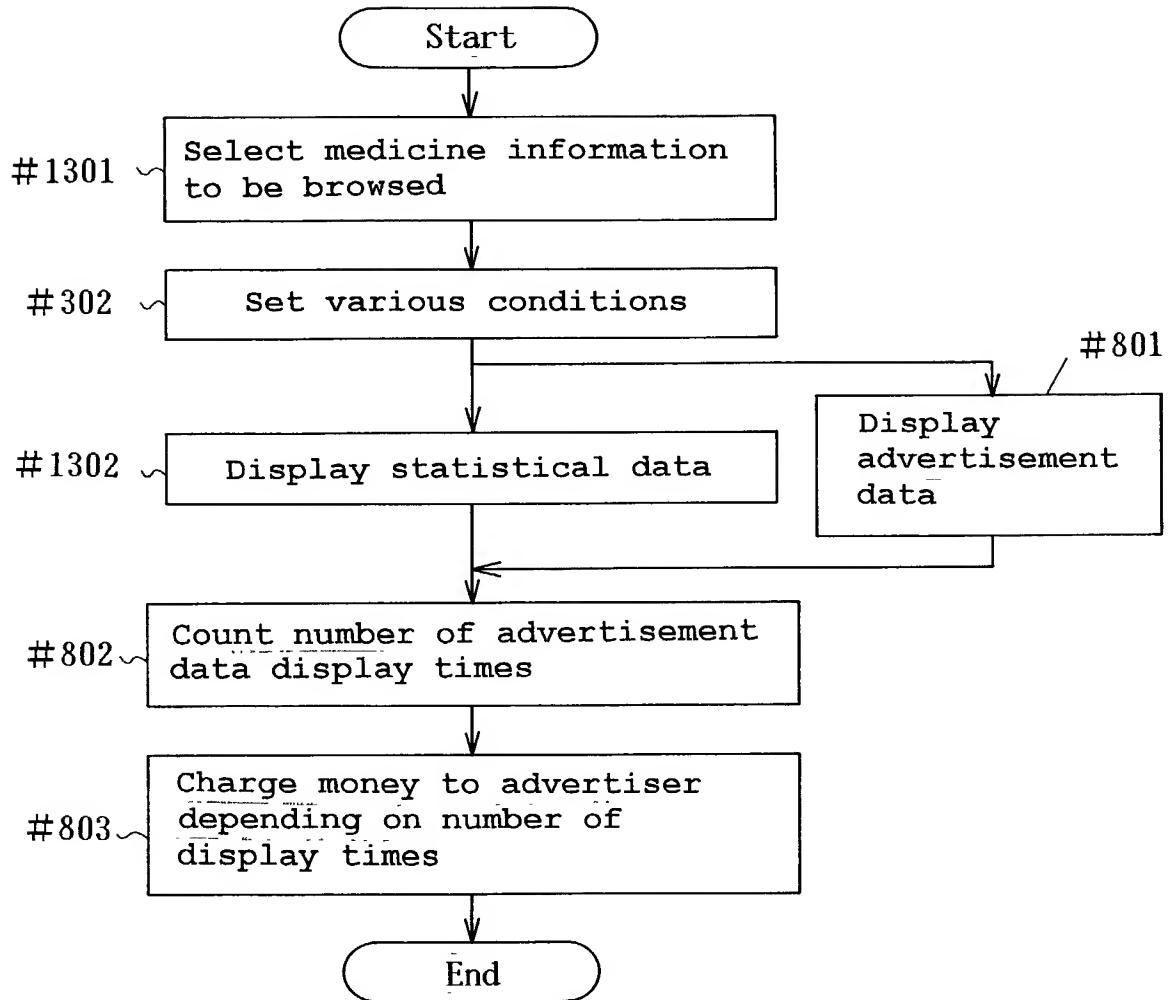 Start
#1301
Select medicine information
to be browsed
#302
Set various conditions
#801
Display
advertisement
data
#1302
Display statistical data
#802
Count number of advertisement
data display times
#803
Charge money to advertiser
depending on number of
display times
End